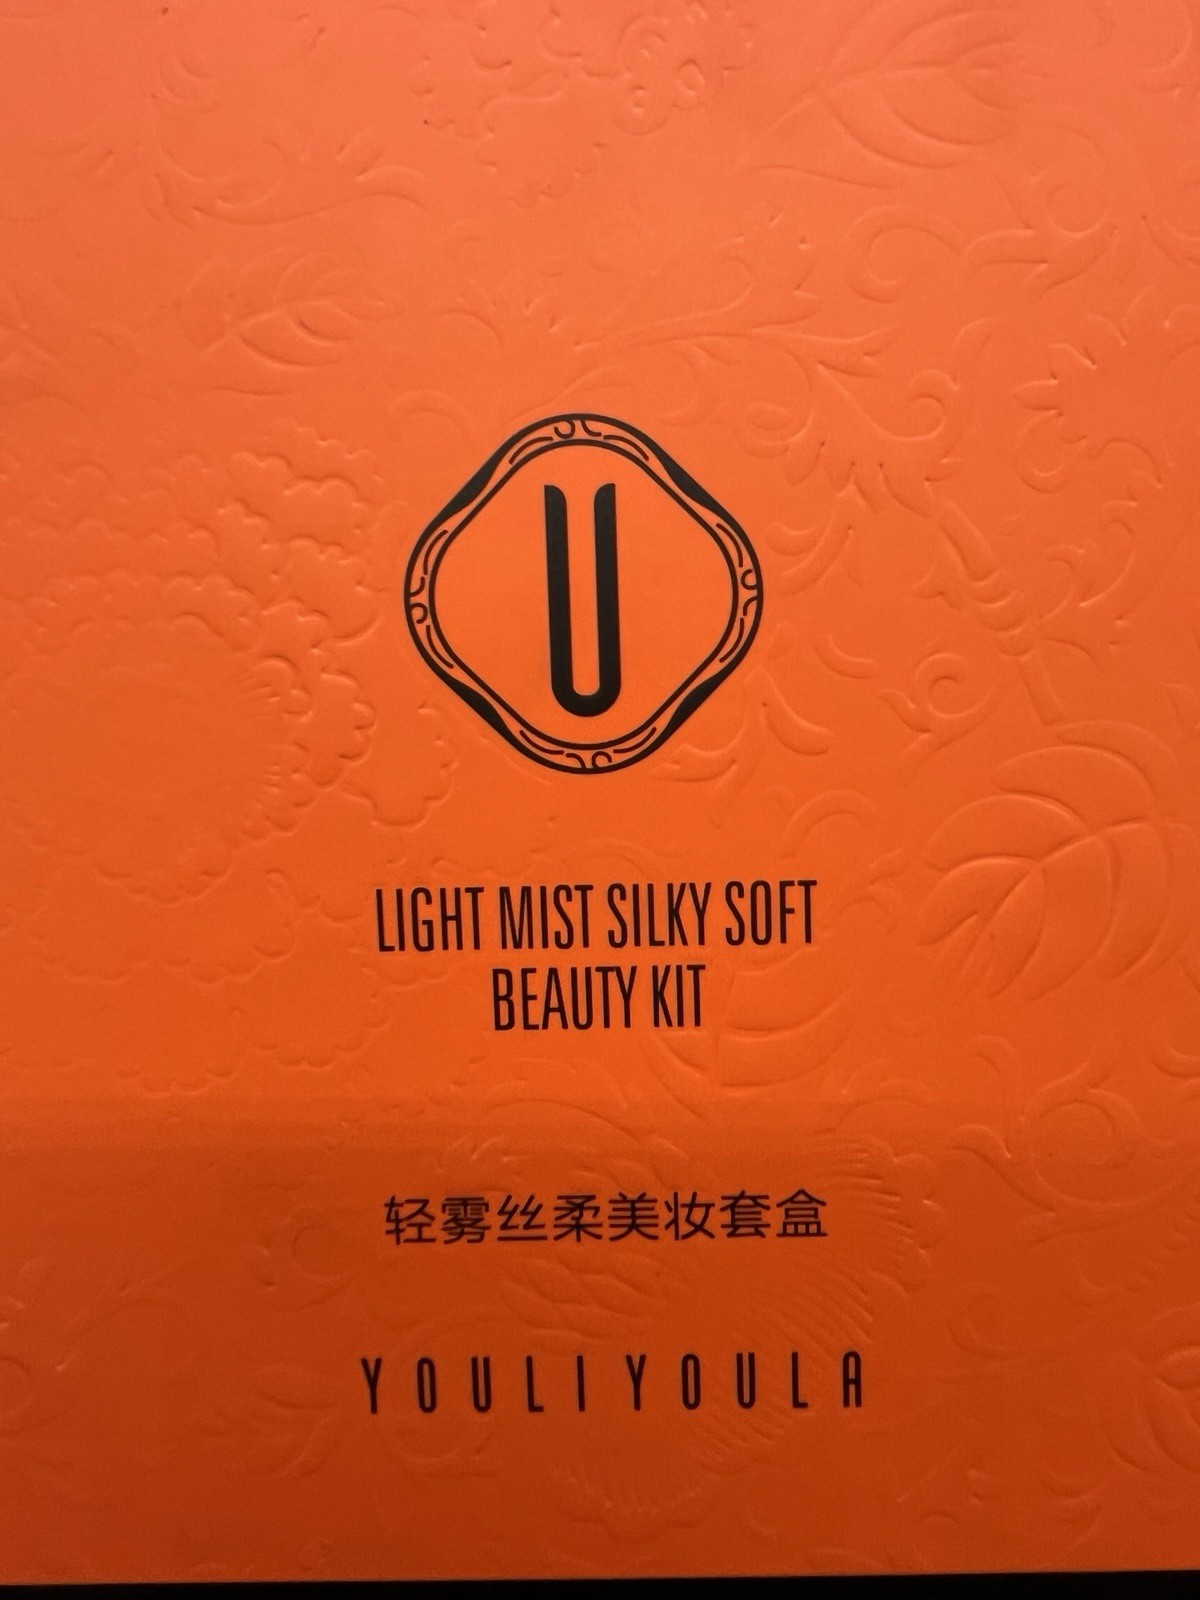 U
LIGHT MIST SILKY SOFT
BEAUTY KIT
轻雾丝柔美妆套盒
YOULIYOULA